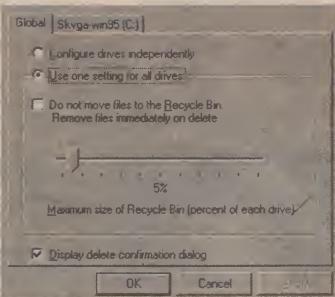 Global Skvga-win95 (C:)
Configure drives independently
Use one setting for all drives
Do not move files to the Recycle Bin.
Remove files immediately on delete
5%
Maximum size of Recycle Bin (percent of each drive)
Display delete confirmation dialog
OK Cancel Apply